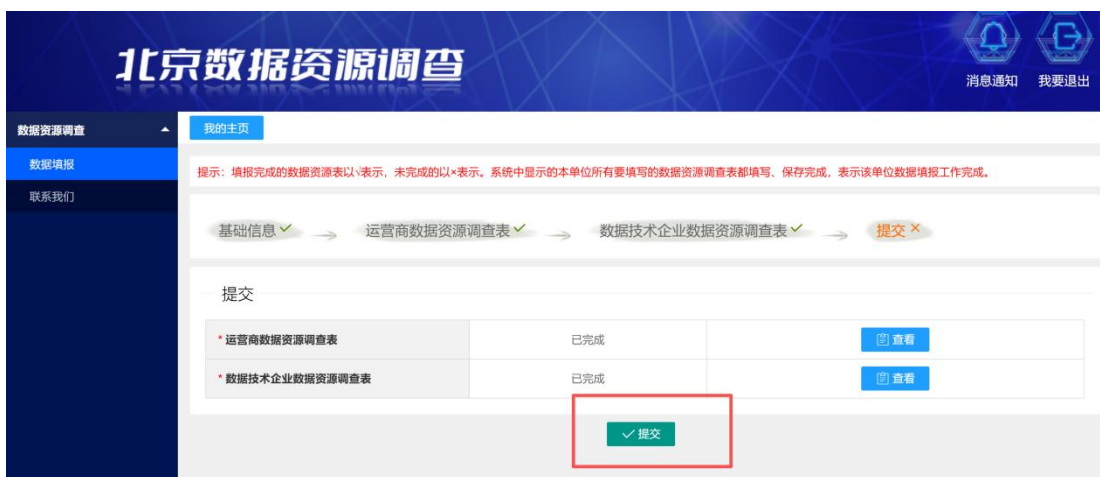 北京数据资源调查
消息通知
我要退出
数据资源调查
我的主页
数据填报
联系我们
提示：填报完成的数据资源表以√表示，未完成的以×表示。系统中显示的本单位所有要填写的数据资源调查表都填写、保存完成，表示该单位数据填报工作完成。
基础信息✓ → 运营商数据资源调查表✓ → 数据技术企业数据资源调查表✓ → 提交×
提交
*运营商数据资源调查表 已完成 查看
*数据技术企业数据资源调查表 已完成 查看
✓提交